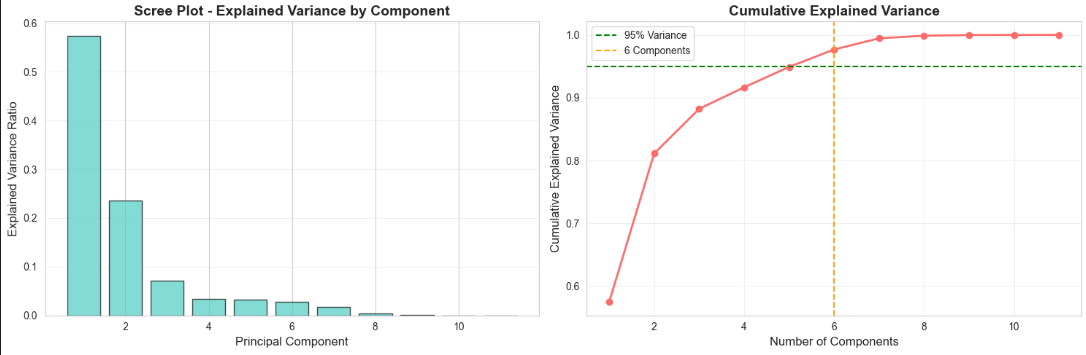 Scree Plot - Explained Variance by Component
Explained Variance Ratio
0.6
0.5
0.4
0.3
0.2
0.1
0.0
2
4
6
8
10
Principal Component
Cumulative Explained Variance
95% Variance
6 Components
Cumulative Explained Variance
1.0
0.9
0.8
0.7
0.6
2
4
6
8
10
Number of Components